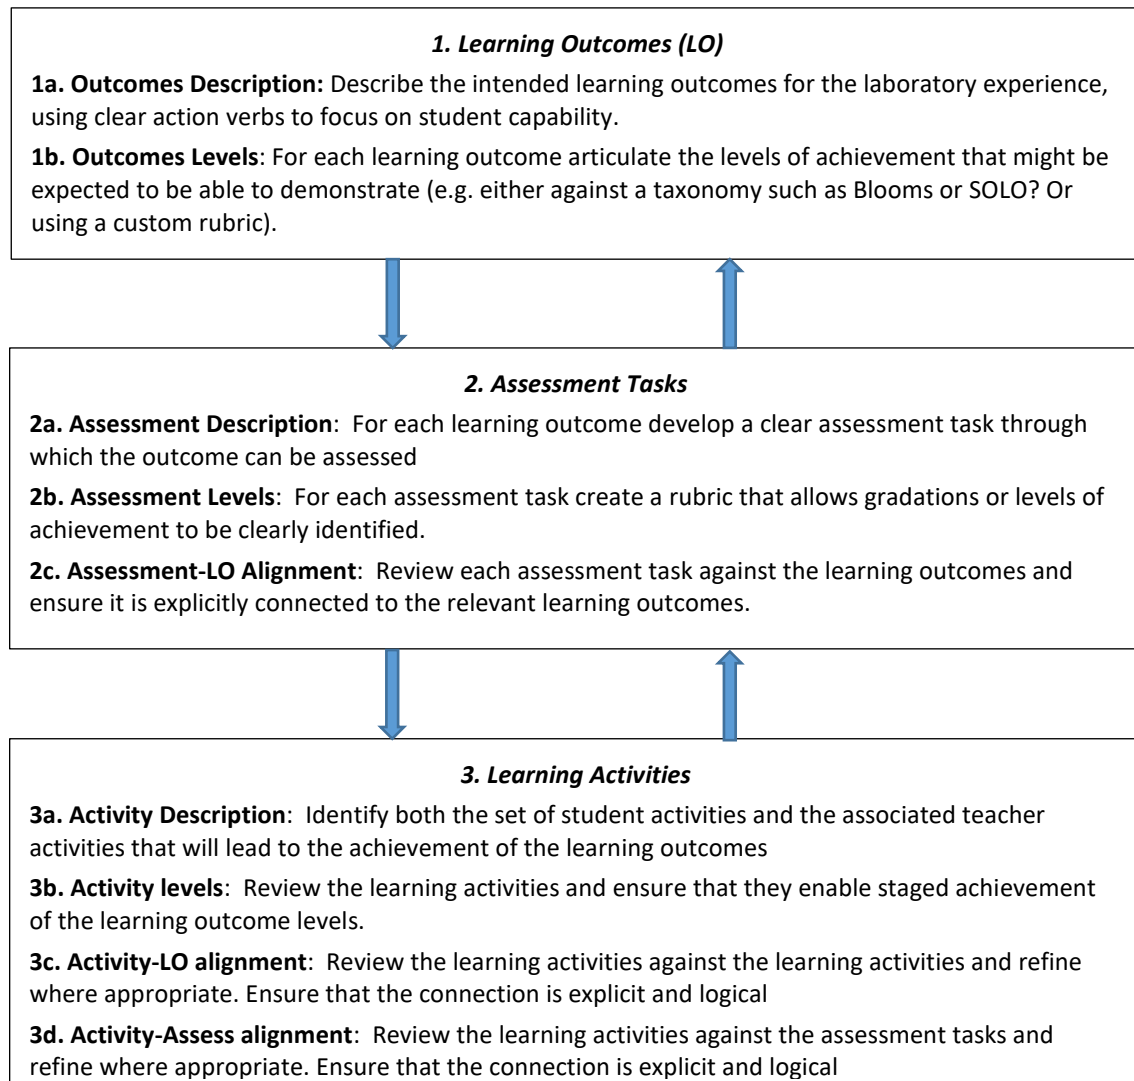 1. Learning Outcomes (LO)
1a. Outcomes Description: Describe the intended learning outcomes for the laboratory experience,
using clear action verbs to focus on student capability.
1b. Outcomes Levels: For each learning outcome articulate the levels of achievement that might be
expected to be able to demonstrate (e.g. either against a taxonomy such as Blooms or SOLO? Or
using a custom rubric).
2. Assessment Tasks
2a. Assessment Description: For each learning outcome develop a clear assessment task through
which the outcome can be assessed
2b. Assessment Levels: For each assessment task create a rubric that allows gradations or levels of
achievement to be clearly identified.
2c. Assessment-LO Alignment: Review each assessment task against the learning outcomes and
ensure it is explicitly connected to the relevant learning outcomes.
3. Learning Activities
3a. Activity Description: Identify both the set of student activities and the associated teacher
activities that will lead to the achievement of the learning outcomes
3b. Activity levels: Review the learning activities and ensure that they enable staged achievement
of the learning outcome levels.
3c. Activity-LO alignment: Review the learning activities against the learning activities and refine
where appropriate. Ensure that the connection is explicit and logical
3d. Activity-Assess alignment: Review the learning activities against the assessment tasks and
refine where appropriate. Ensure that the connection is explicit and logical